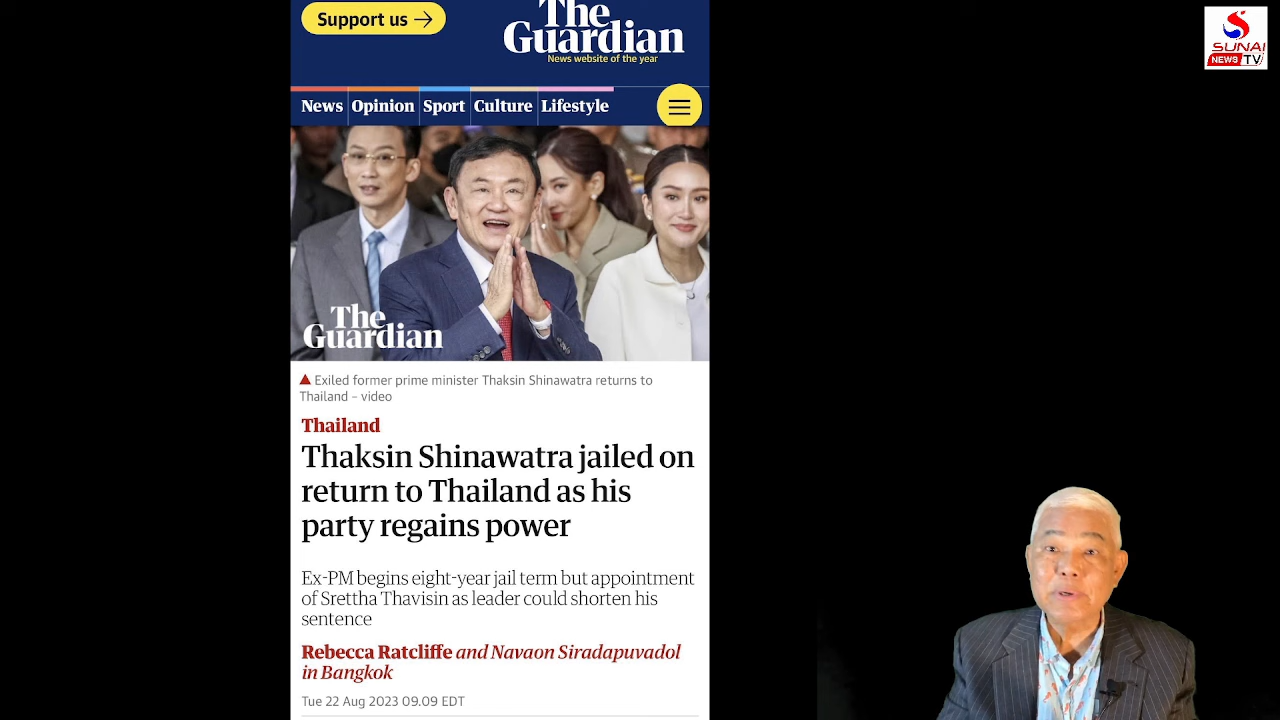 Support us →
The
Guardian
News website of the year
News Opinion Sport Culture Lifestyle
The
Guardian
Exiled former prime minister Thaksin Shinawatra returns to
Thailand – video
Thailand
Thaksin Shinawatra jailed on
return to Thailand as his
party regains power
Ex-PM begins eight-year jail term but appointment
of Srettha Thavisin as leader could shorten his
sentence
Rebecca Ratcliffe and Navaon Siradapuvadol
in Bangkok
Tue 22 Aug 2023 09.09 EDT
SUNAI
NEWS TV